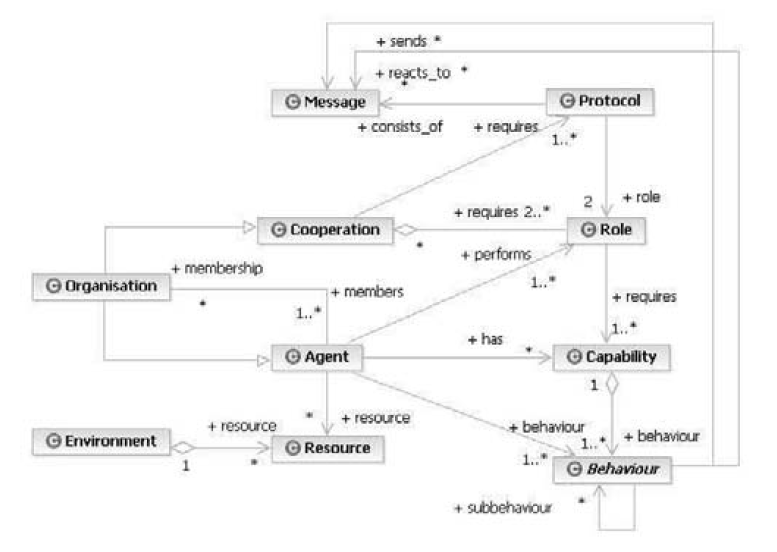 + sends *
+ reacts_to *
*
Message
Protocol
+ consists_of
+ requires
1..*
2
+ role
Cooperation
+ requires 2..*
*
Role
+ membership
+ performs
Organisation
*
+ members
1..*
1..*
+ requires
1..*
Agent
+ has
*
Capability
1
+ resource
*
+ resource
+ behaviour
1..*
+ behaviour
Environment
1
*
Resource
1..*
Behaviour
+ subbehaviour
*